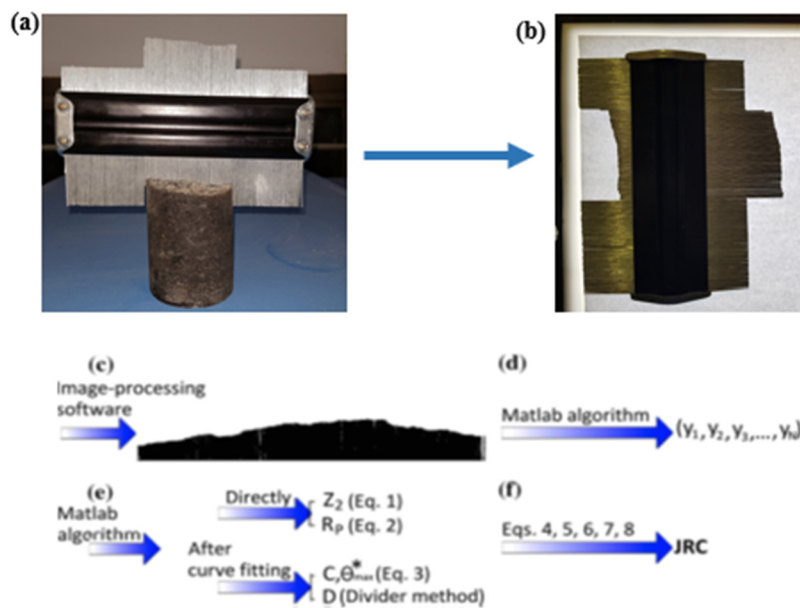 (a)
(b)
(c)
Image-processing
software
(d)
Matlab algorithm
(y₁, y₂, y₃,..., yₙ)
(e)
Matlab
algorithm
Directly
Z₂ (Eq. 1)
Rₚ (Eq. 2)
After
curve fitting
C,θ*ₘₐₓ (Eq. 3)
D (Divider method)
(f)
Eqs. 4, 5, 6, 7, 8
JRC